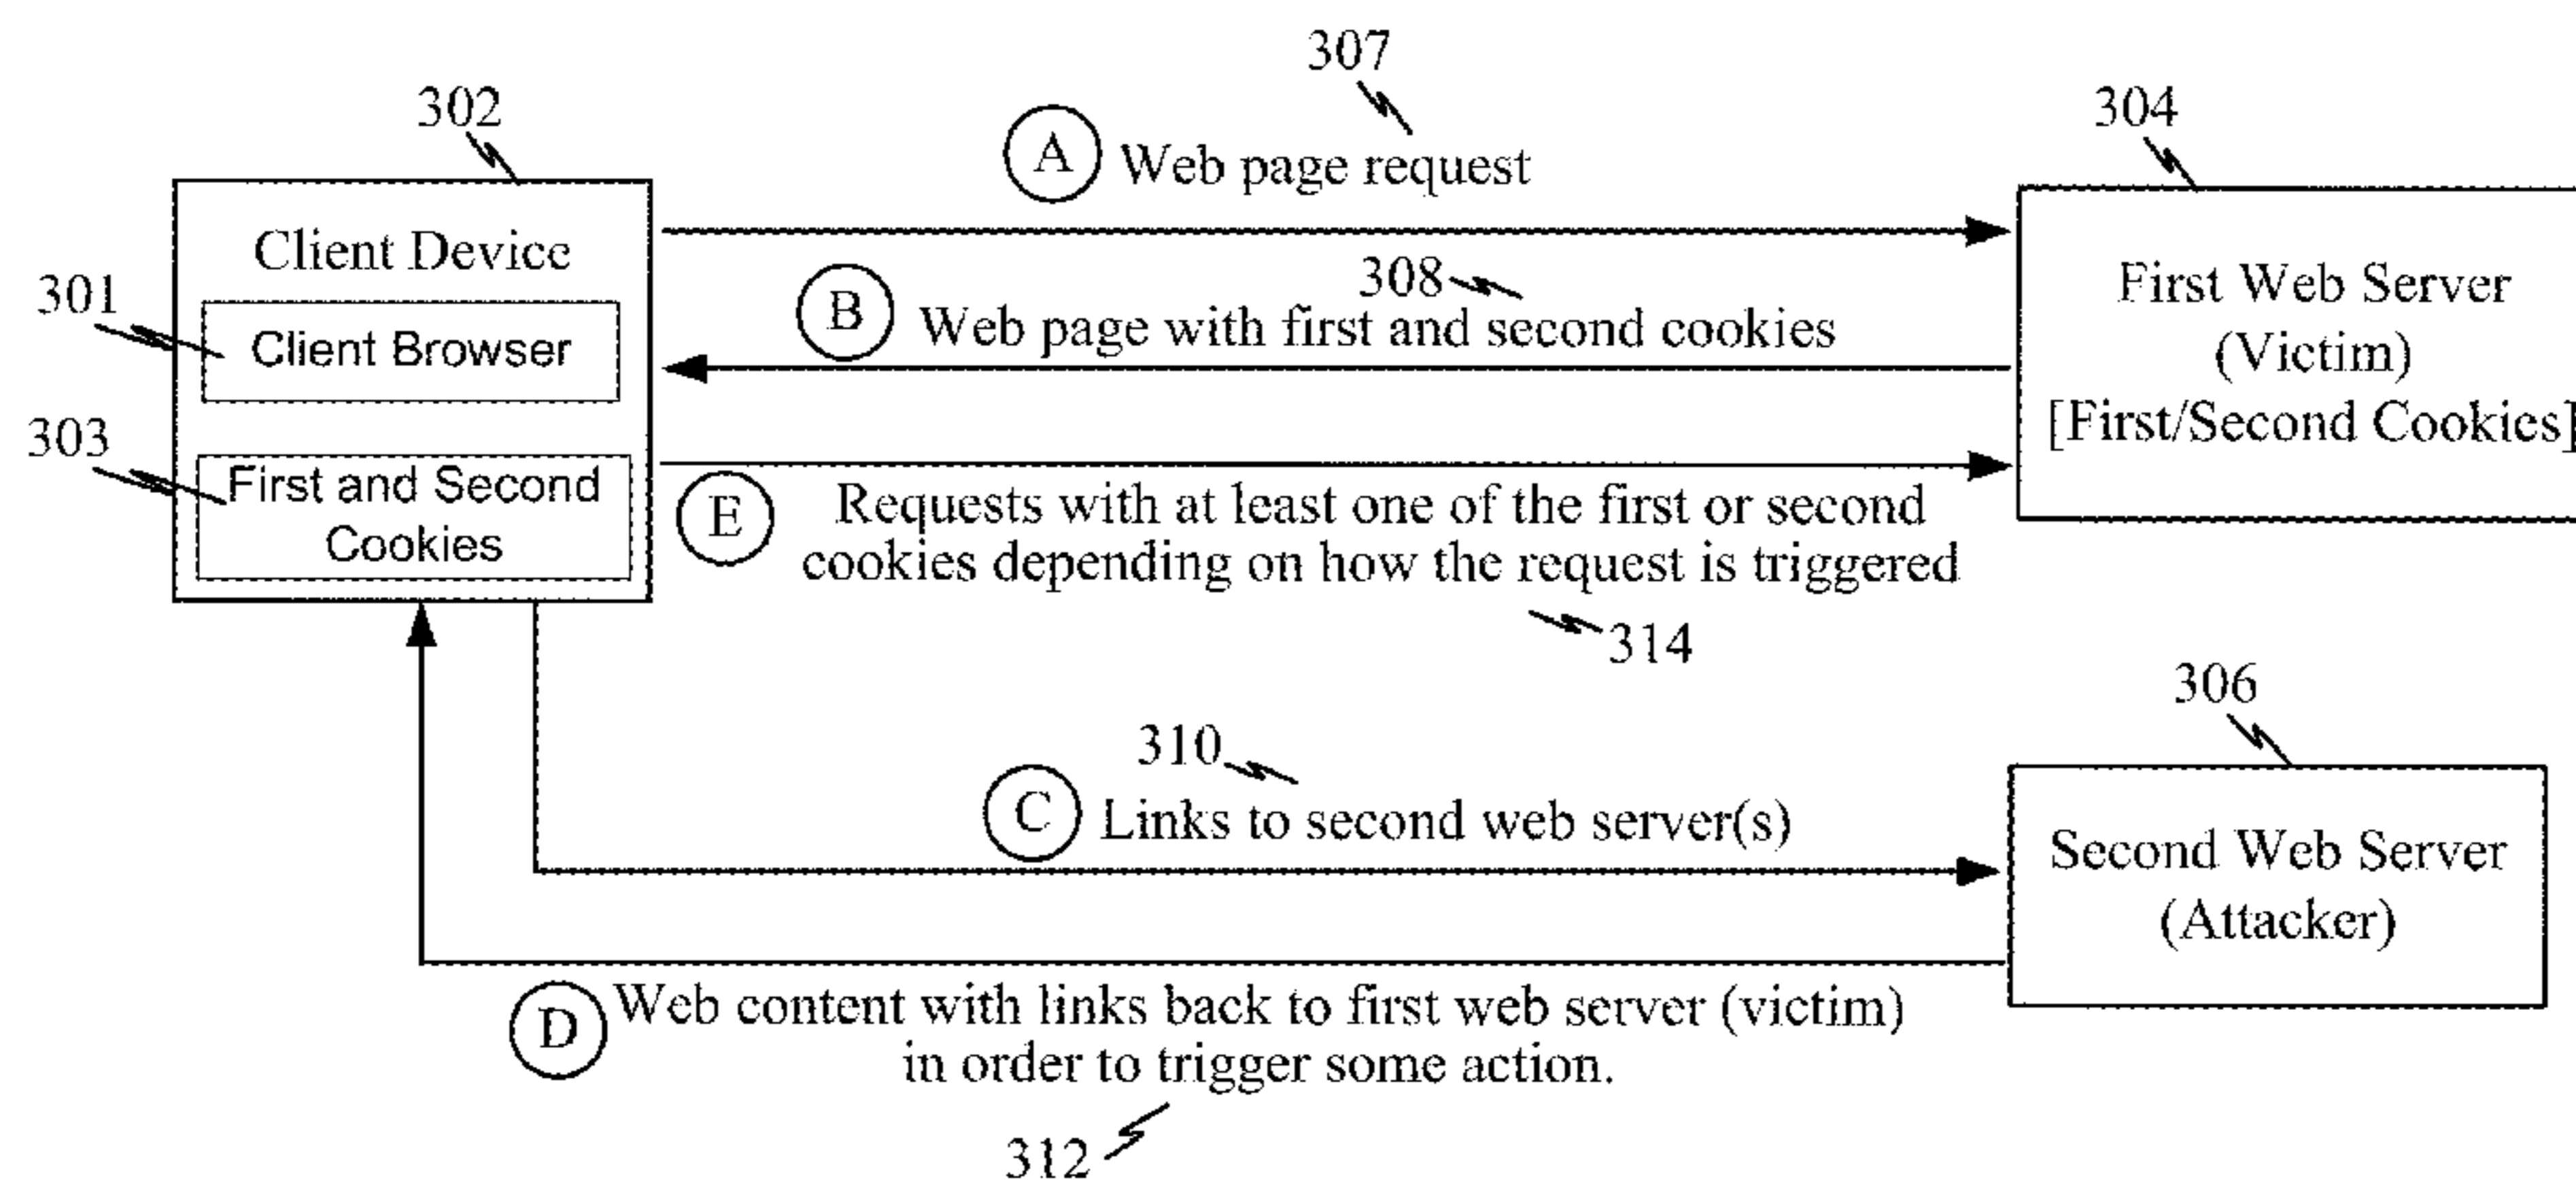 307
302
304
A Web page request
Client Device
301
308
B Web page with first and second cookies
Client Browser
First Web Server
(Victim)
[First/Second Cookies]
303
First and Second
Cookies
E Requests with at least one of the first or second
cookies depending on how the request is triggered
314
306
310
C Links to second web server(s)
Second Web Server
(Attacker)
D Web content with links back to first web server (victim)
in order to trigger some action.
312